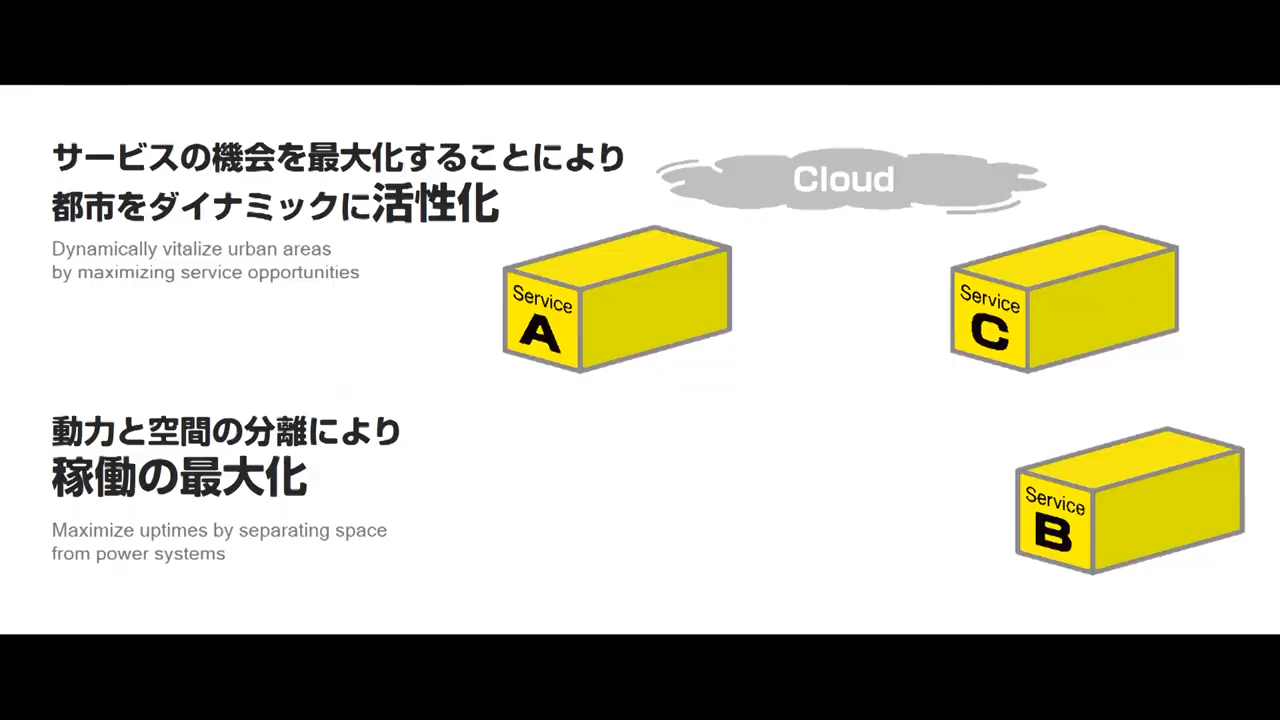 サービスの機会を最大化することにより
都市をダイナミックに活性化
Dynamically vitalize urban areas
by maximizing service opportunities
Cloud
Service
A
Service
C
動力と空間の分離により
稼働の最大化
Maximize uptimes by separating space
from power systems
Service
B